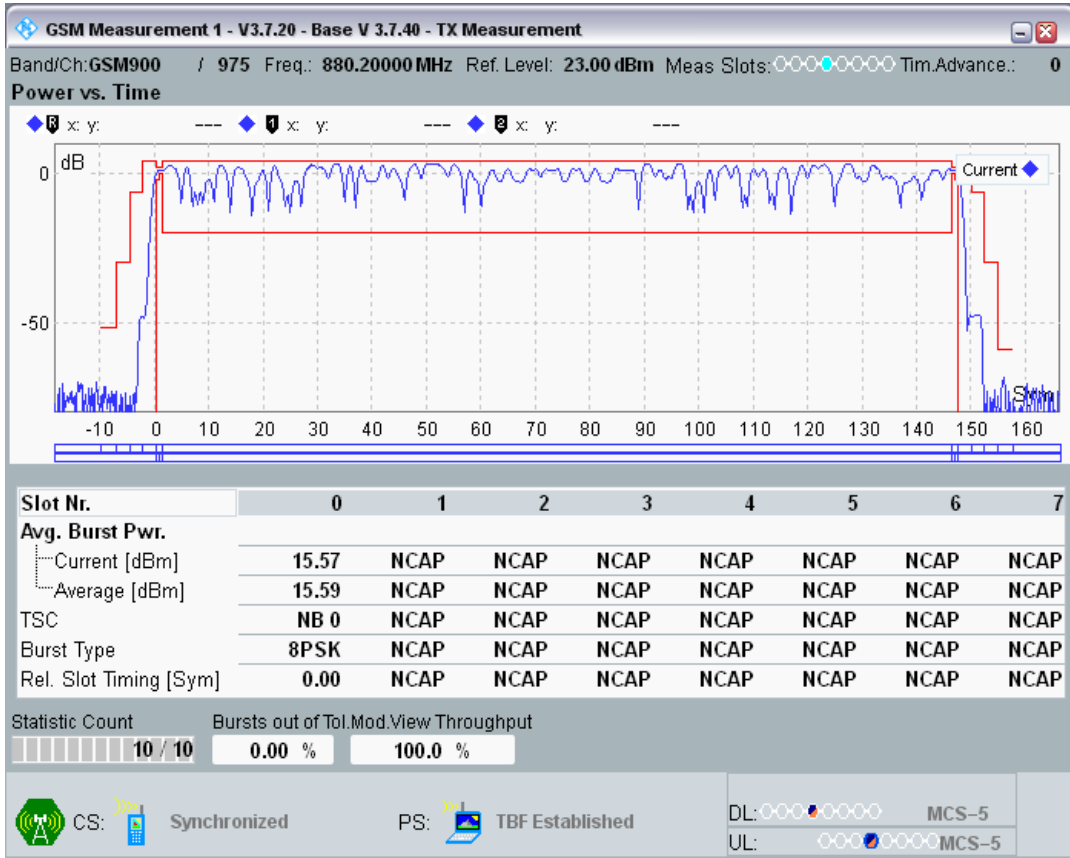 GSM Measurement 1 - V3.7.20 - Base V 3.7.40 - TX Measurement
Band/Ch:GSM900 / 975 Freq.: 880.20000 MHz Ref. Level: 23.00 dBm Meas Slots: Tim.Advance.: 0
Power vs. Time
R x: y: --- 1 x: y: --- 2 x: y: ---
dB
Current
0
-50
Sym
-10 0 10 20 30 40 50 60 70 80 90 100 110 120 130 140 150 160
Slot Nr. 0 1 2 3 4 5 6 7
Avg. Burst Pwr.
Current [dBm] 15.57 NCAP NCAP NCAP NCAP NCAP NCAP NCAP
Average [dBm] 15.59 NCAP NCAP NCAP NCAP NCAP NCAP NCAP
TSC NB 0 NCAP NCAP NCAP NCAP NCAP NCAP NCAP
Burst Type 8PSK NCAP NCAP NCAP NCAP NCAP NCAP NCAP
Rel. Slot Timing [Sym] 0.00 NCAP NCAP NCAP NCAP NCAP NCAP NCAP
Statistic Count Bursts out of Tol.Mod.View Throughput
10 / 10 0.00 % 100.0 %
CS: Synchronized PS: TBF Established
DL: MCS-5
UL: MCS-5